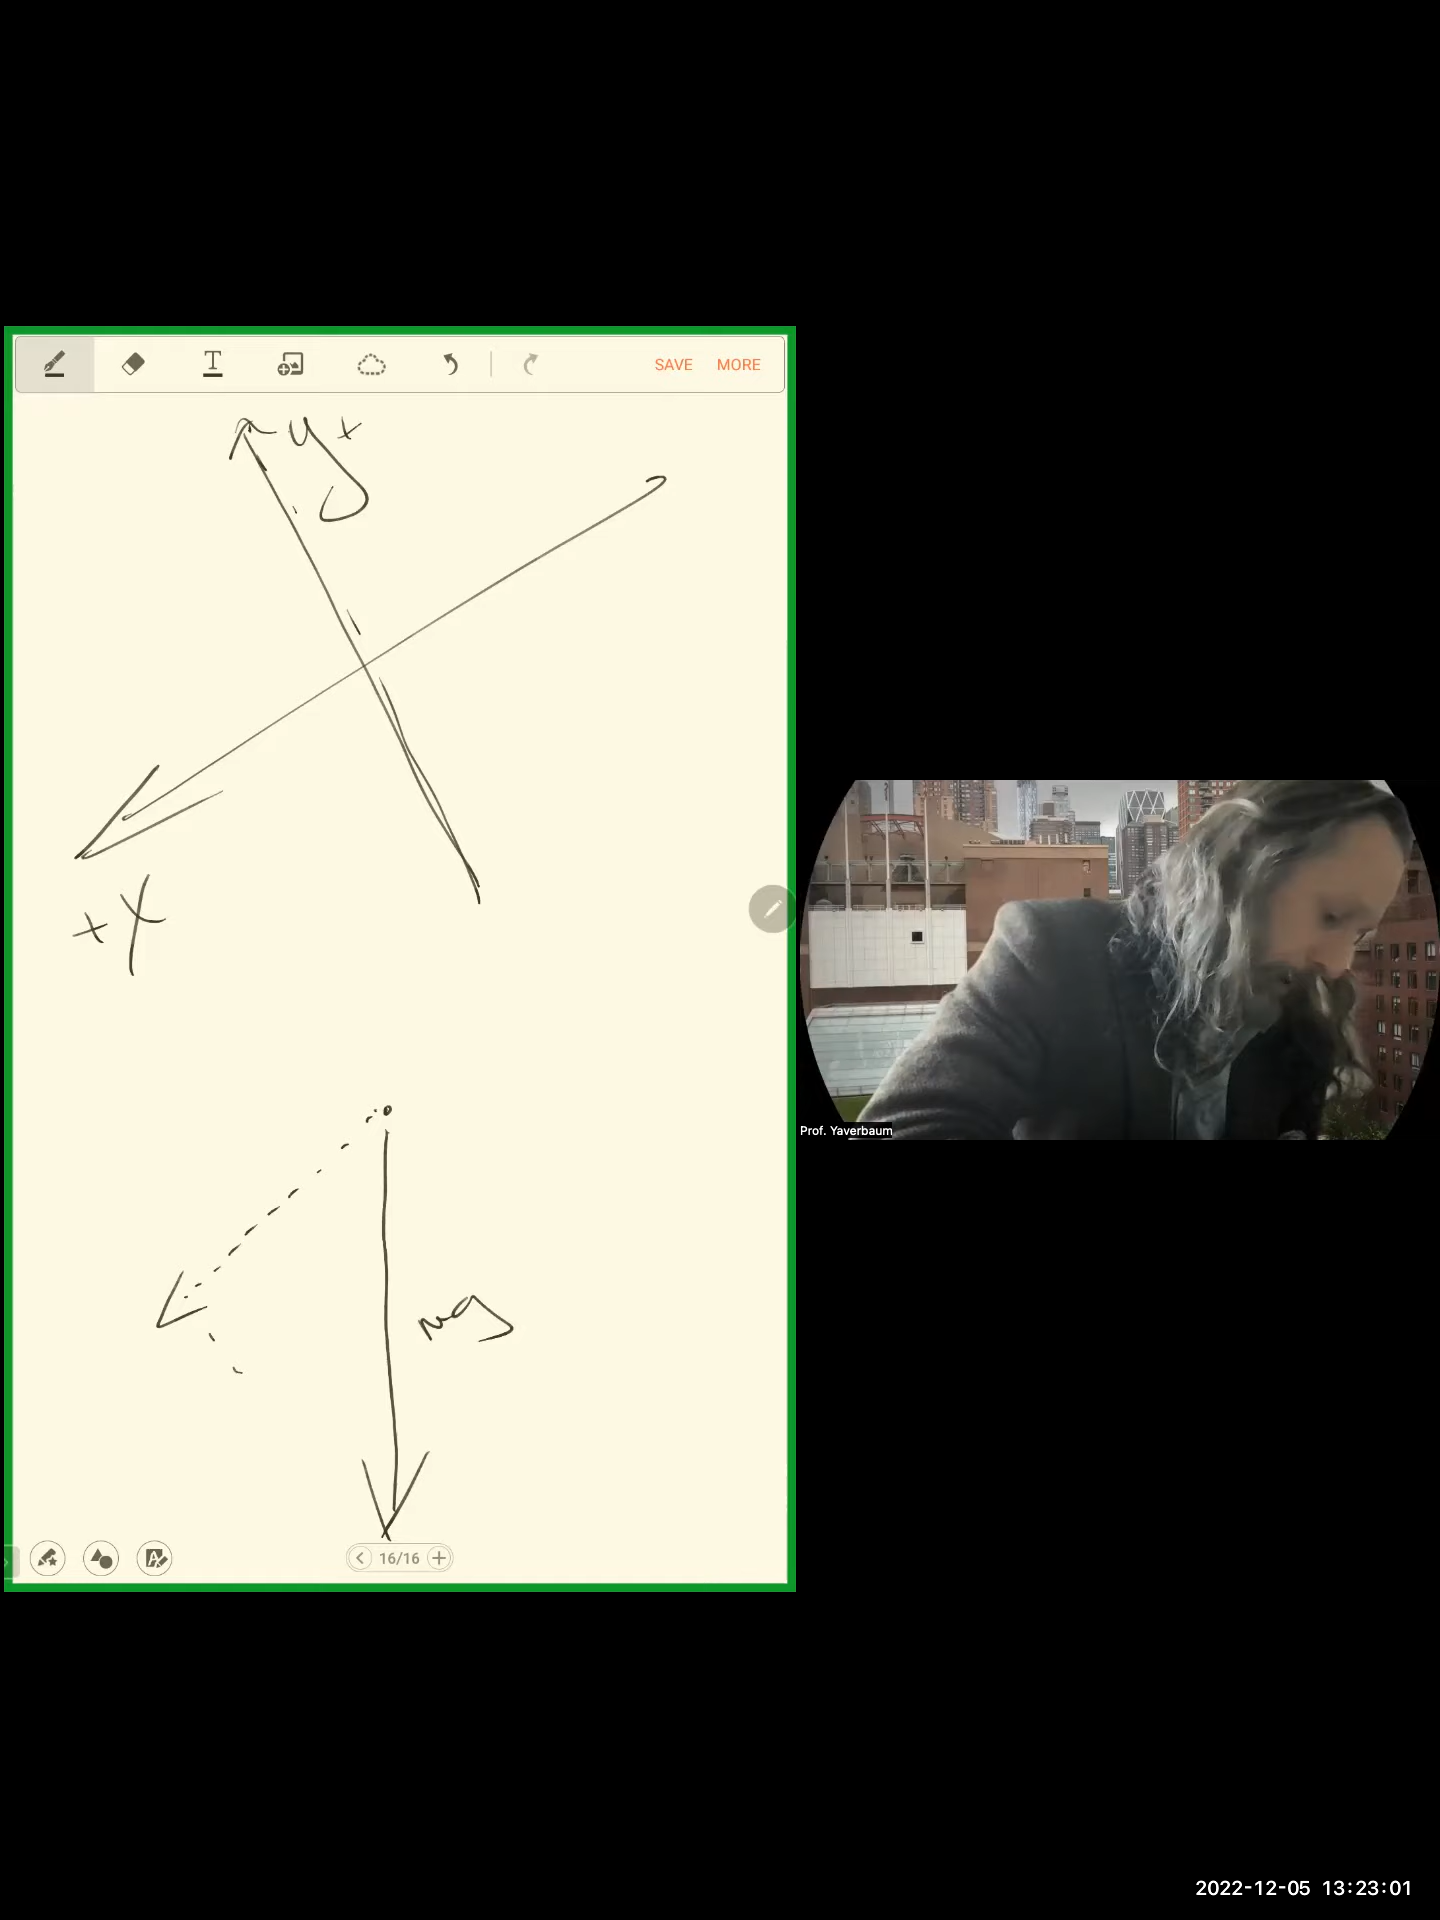 T
SAVE
MORE
y+
+X
mg
A
16/16
Prof. Yaverbaum
2022-12-05 13:23:01